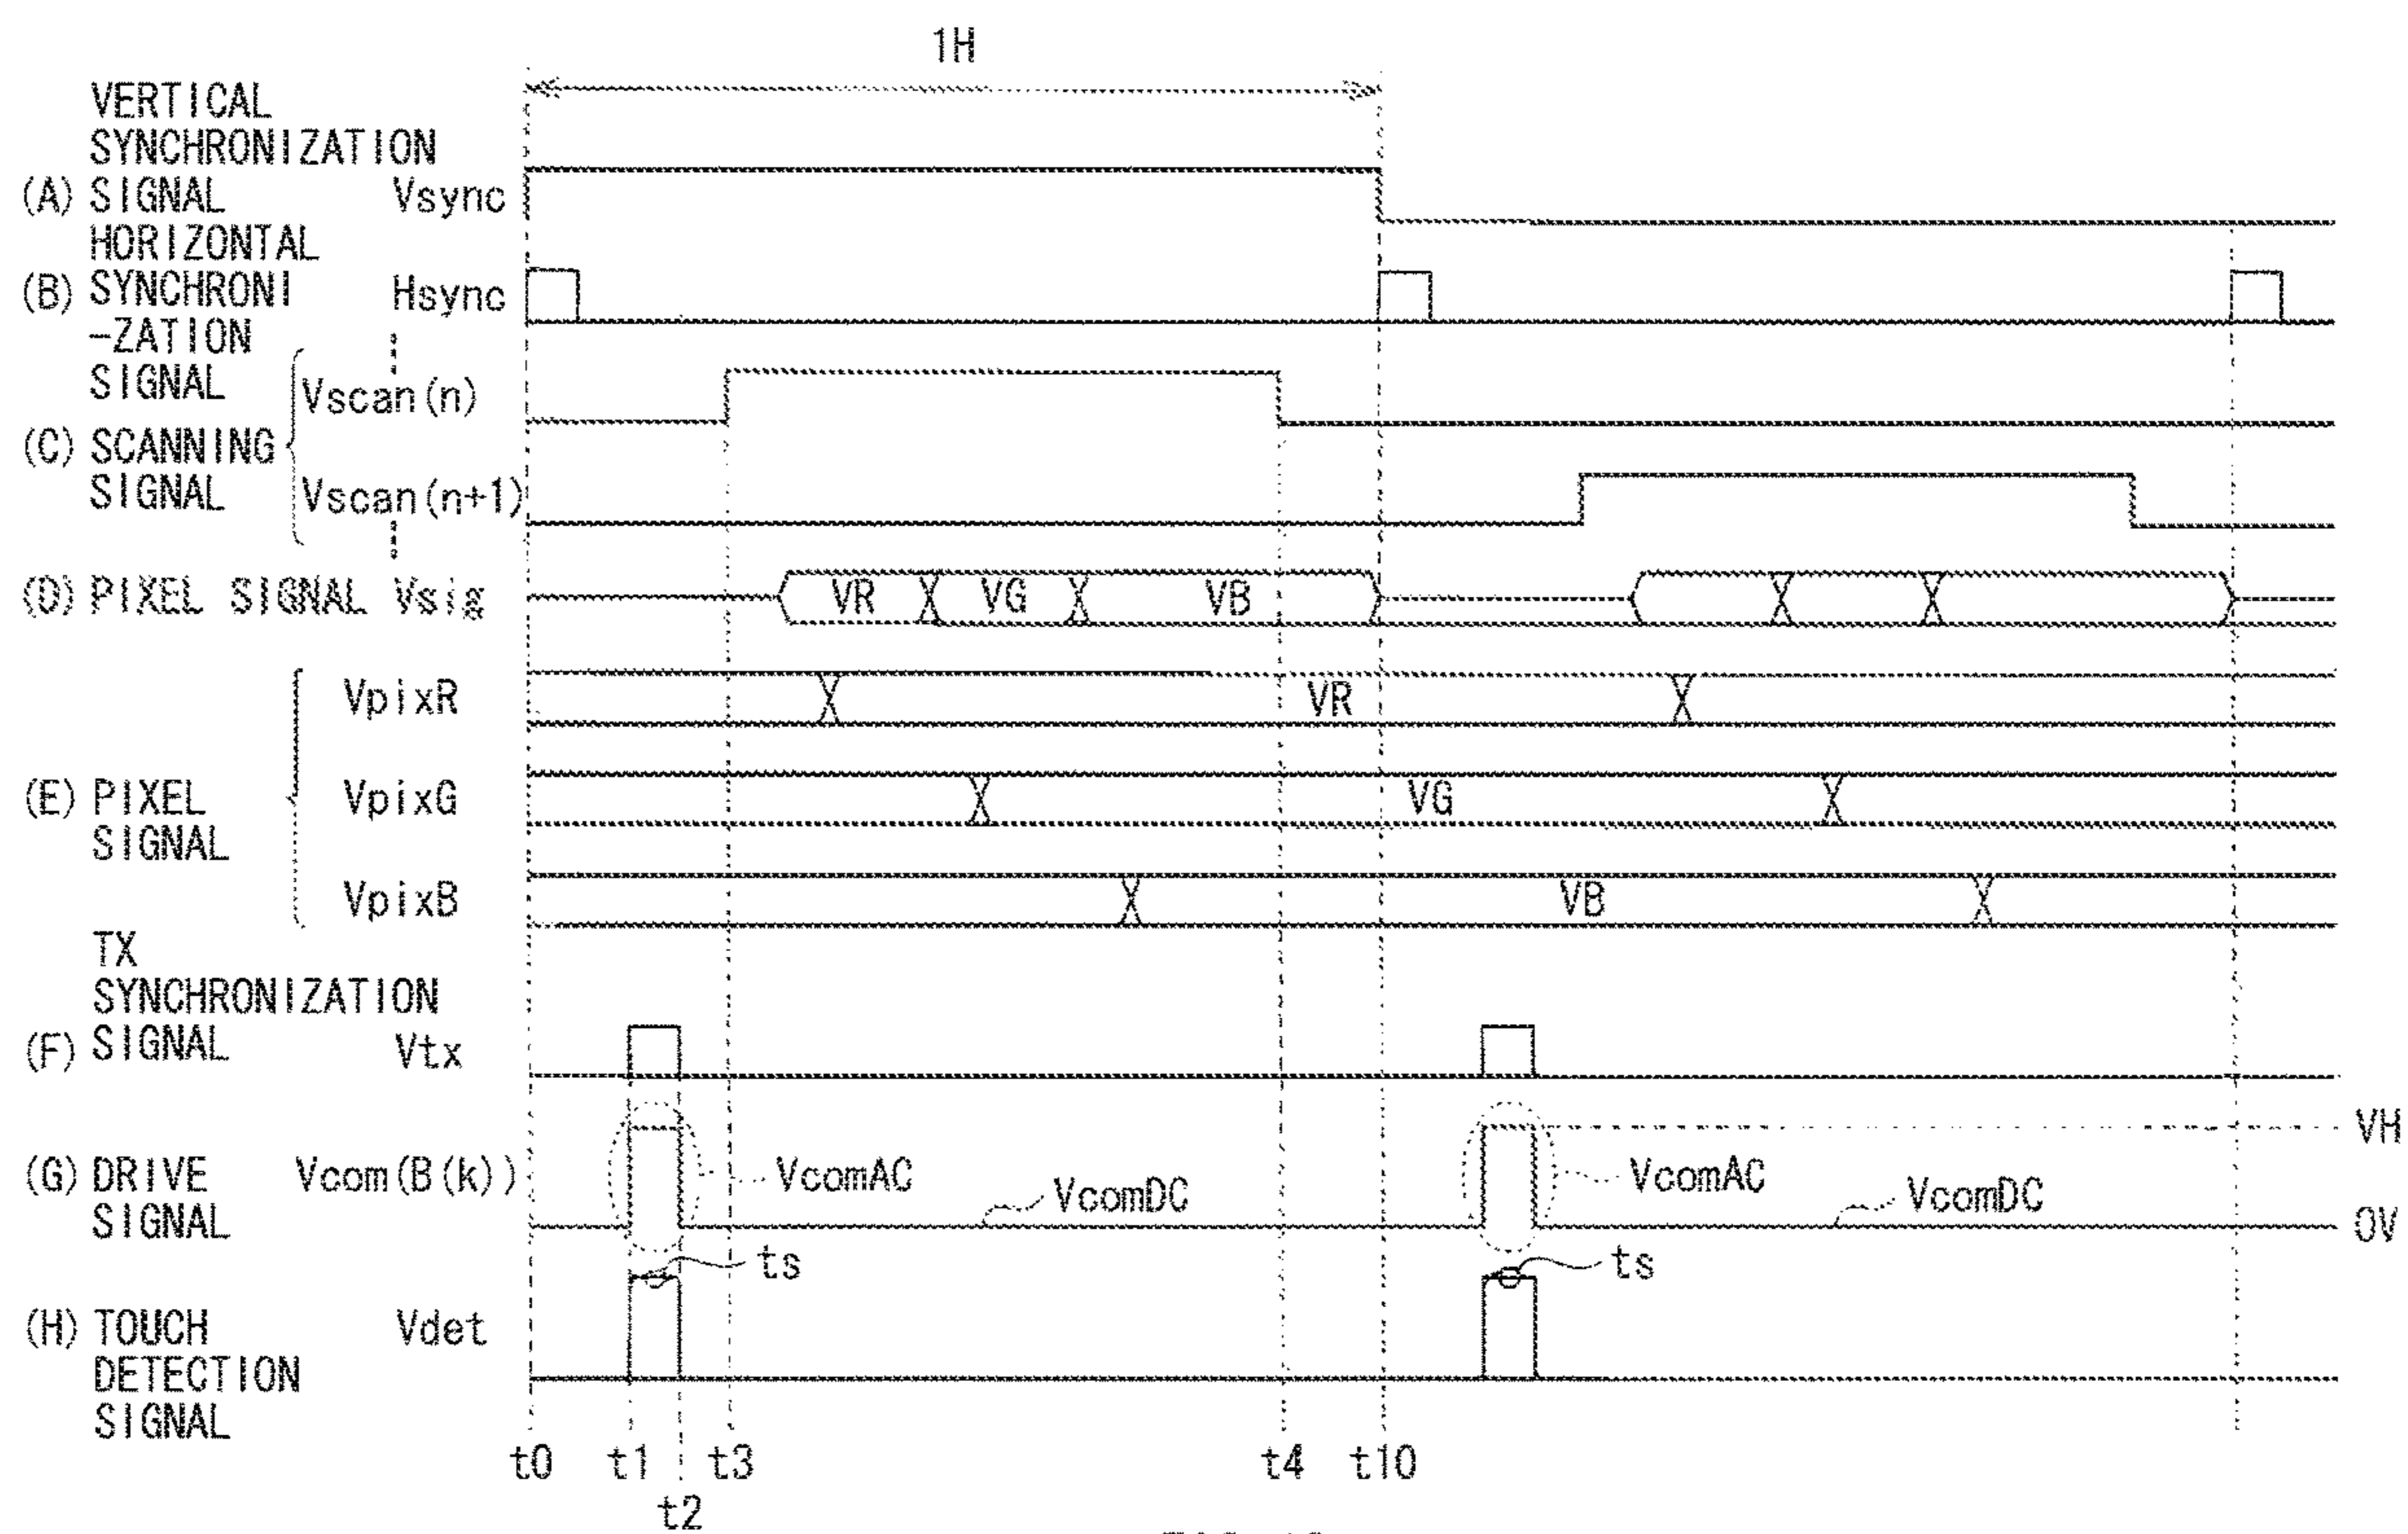 1H
VERTICAL
SYNCHRONIZATION
(A) SIGNAL Vsync
HORIZONTAL
(B) SYNCHRONI Hsync
-ZATION
SIGNAL
Vscan(n)
(C) SCANNING
SIGNAL
Vscan(n+1)
(D) PIXEL SIGNAL Vsig VR VG VB
VpixR VR
(E) PIXEL VpixG VG
SIGNAL
VpixB VB
TX
SYNCHRONIZATION
(F) SIGNAL Vtx
VH
(G) DRIVE Vcom(B(k)) VcomAC VcomDC VcomAC VcomDC
SIGNAL 0V
ts ts
(H) TOUCH Vdet
DETECTION
SIGNAL
t0 t1 t3 t4 t10
t2